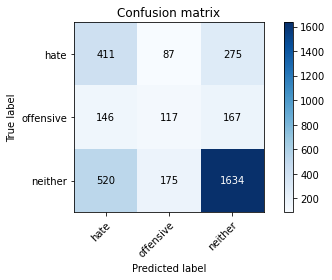 Confusion matrix
hate 411 87 275
offensive 146 117 167
neither 520 175 1634
True label
hate offensive neither
Predicted label
1600
1400
1200
1000
800
600
400
200